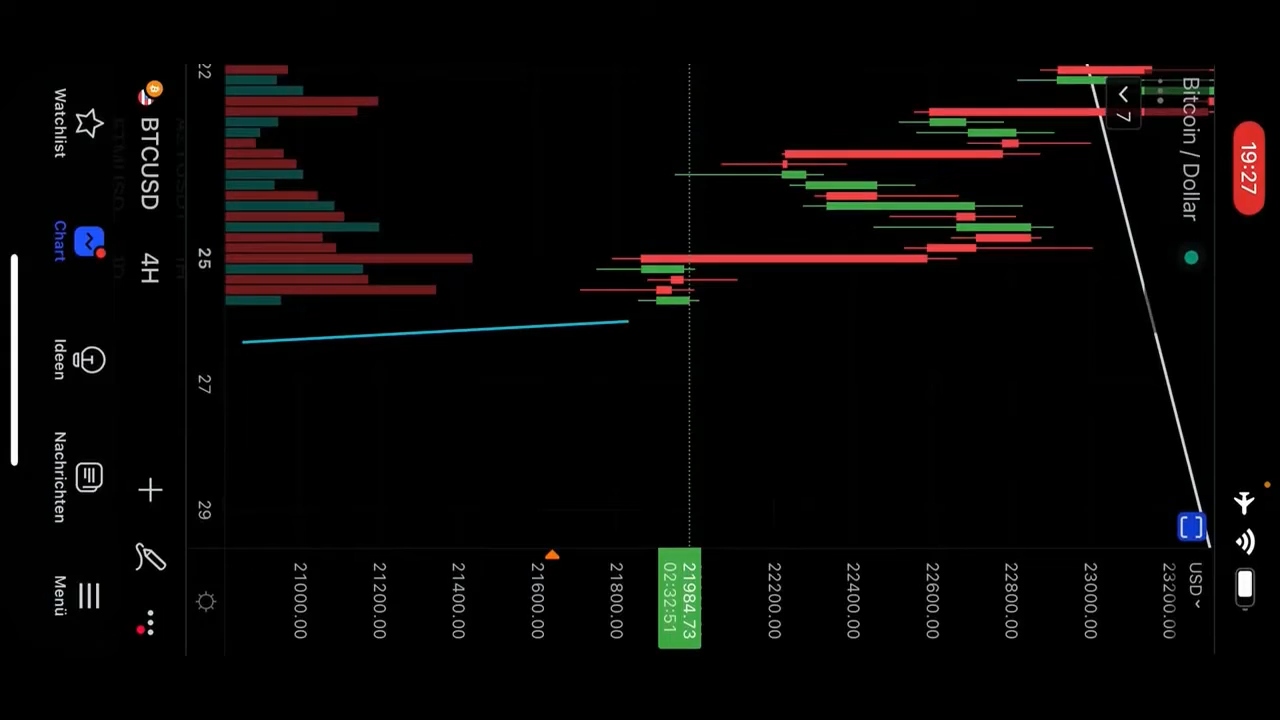 19:27
Bitcoin / Dollar
7
USD
23200.00
23000.00
22800.00
22600.00
22400.00
22200.00
21984.73
02:32:51
21800.00
21600.00
21400.00
21200.00
21000.00
22
25
27
29
BTCUSD
4H
Watchlist
Chart
Ideen
Nachrichten
Menü